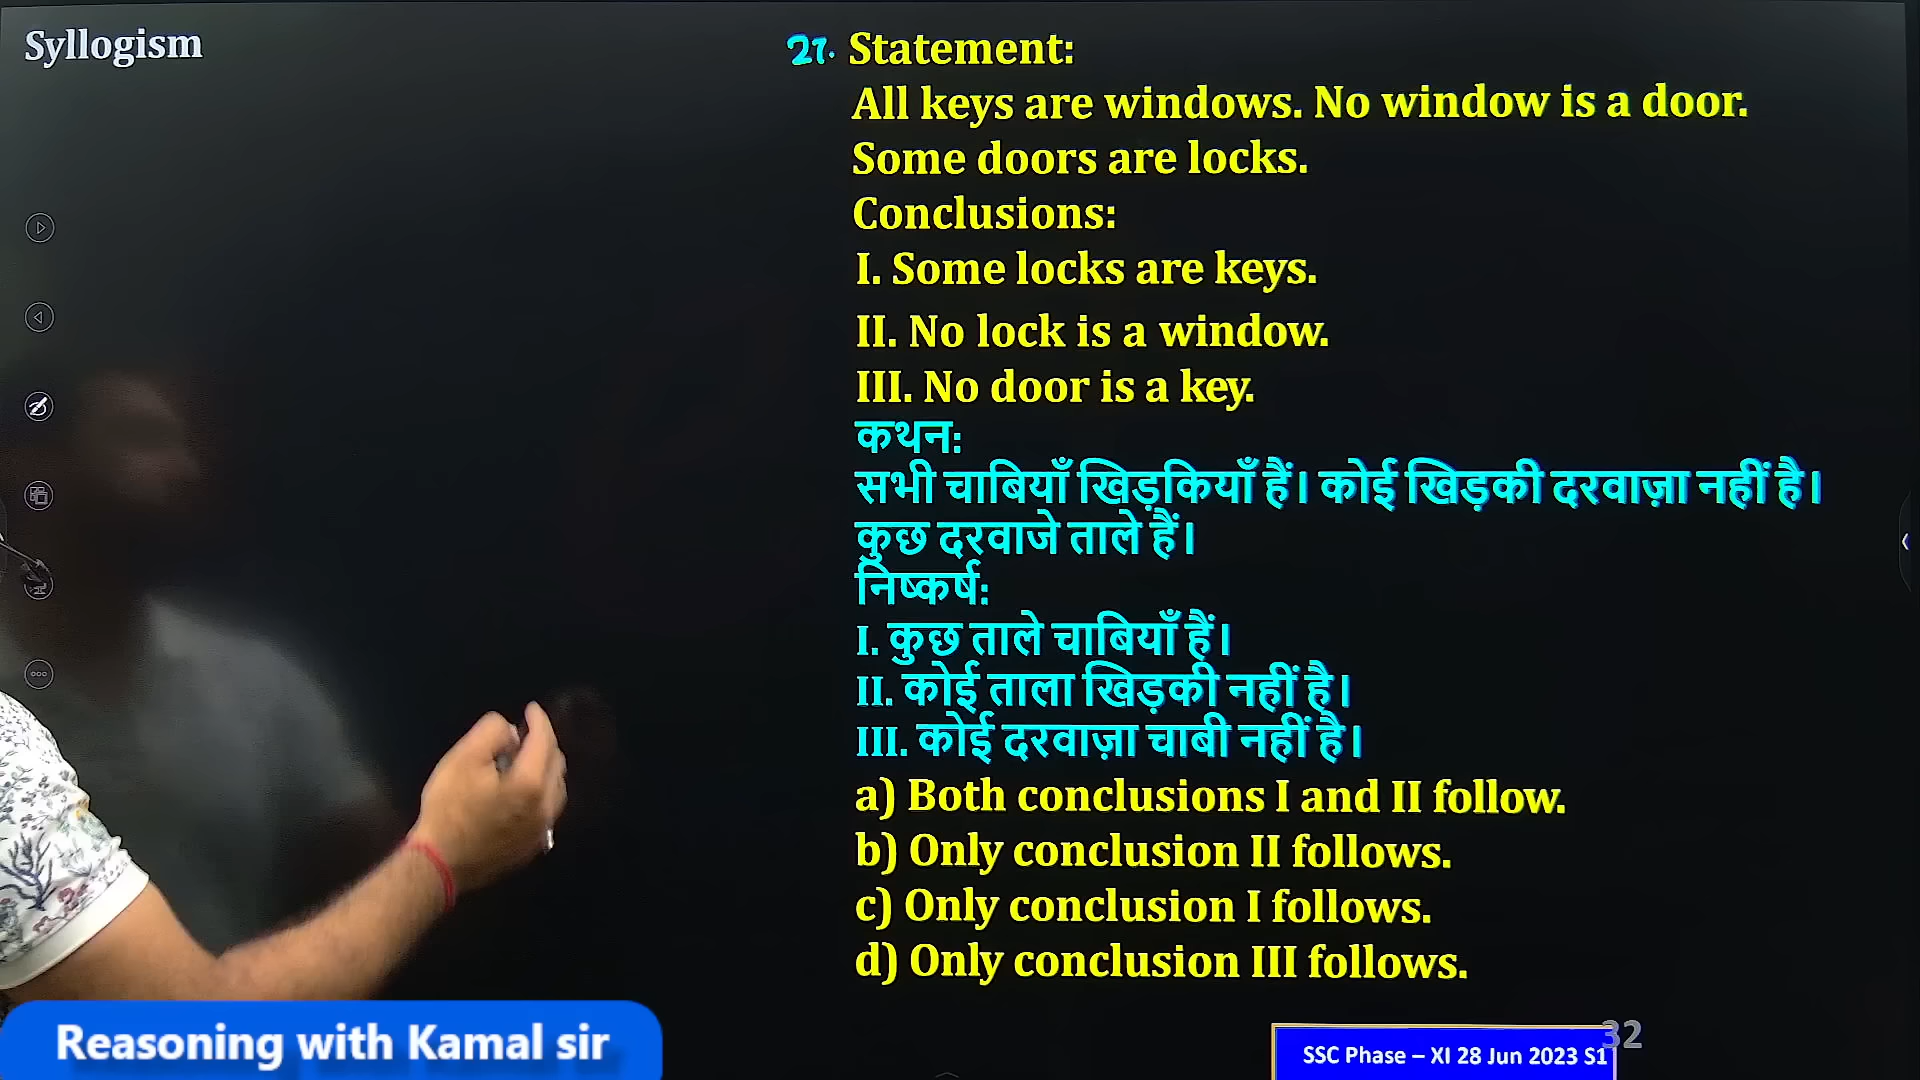 Syllogism
21. Statement:
All keys are windows. No window is a door.
Some doors are locks.
Conclusions:
I. Some locks are keys.
II. No lock is a window.
III. No door is a key.
कथन:
सभी चाबियाँ खिड़कियाँ हैं। कोई खिड़की दरवाज़ा नहीं है।
कुछ दरवाजे ताले हैं।
निष्कर्ष:
I. कुछ ताले चाबियाँ हैं।
II. कोई ताला खिड़की नहीं है।
III. कोई दरवाज़ा चाबी नहीं है।
a) Both conclusions I and II follow.
b) Only conclusion II follows.
c) Only conclusion I follows.
d) Only conclusion III follows.
Reasoning with Kamal sir
32
SSC Phase – XI 28 Jun 2023 S1